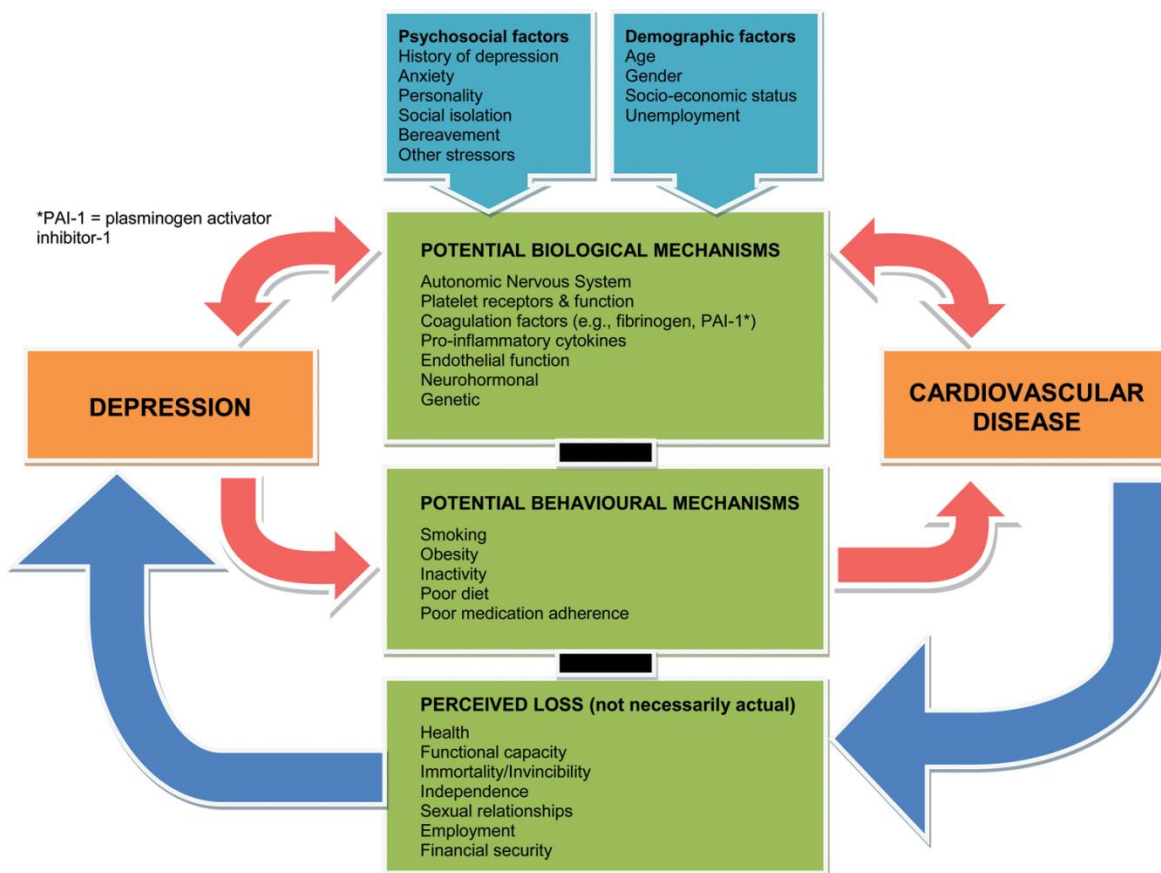 Psychosocial factors
History of depression
Anxiety
Personality
Social isolation
Bereavement
Other stressors
Demographic factors
Age
Gender
Socio-economic status
Unemployment
*PAI-1 = plasminogen activator
inhibitor-1
POTENTIAL BIOLOGICAL MECHANISMS
Autonomic Nervous System
Platelet receptors & function
Coagulation factors (e.g., fibrinogen, PAI-1*)
Pro-inflammatory cytokines
Endothelial function
Neurohormonal
Genetic
DEPRESSION
CARDIOVASCULAR
DISEASE
POTENTIAL BEHAVIOURAL MECHANISMS
Smoking
Obesity
Inactivity
Poor diet
Poor medication adherence
PERCEIVED LOSS (not necessarily actual)
Health
Functional capacity
Immortality/Invincibility
Independence
Sexual relationships
Employment
Financial security